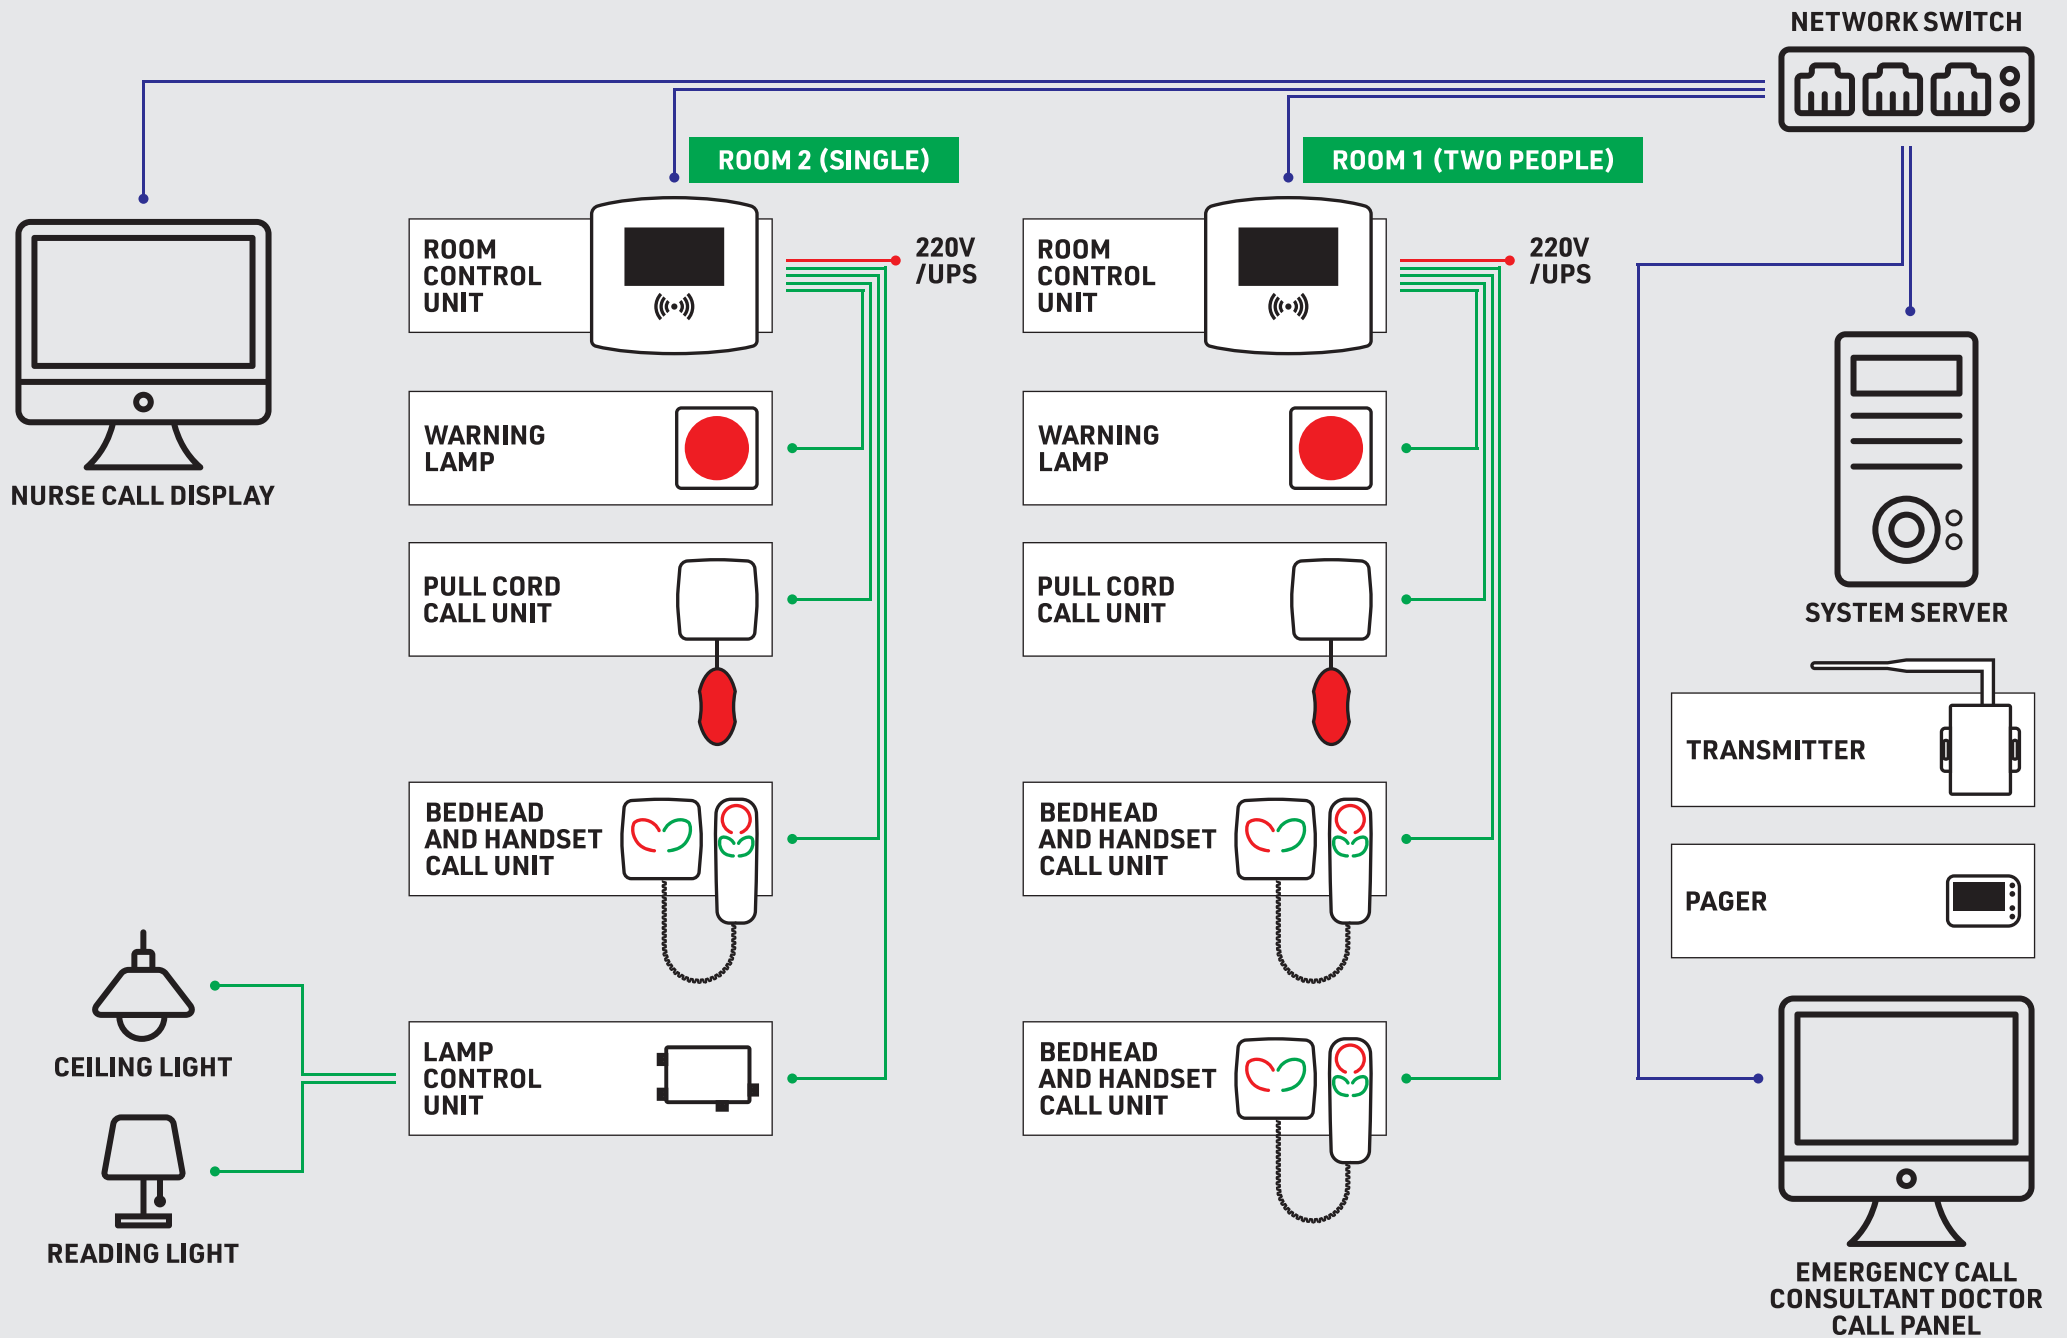 NETWORK SWITCH
ROOM 2 (SINGLE)
ROOM 1 (TWO PEOPLE)
NURSE CALL DISPLAY
ROOM
CONTROL
UNIT
220V
/UPS
WARNING
LAMP
PULL CORD
CALL UNIT
BEDHEAD
AND HANDSET
CALL UNIT
LAMP
CONTROL
UNIT
CEILING LIGHT
READING LIGHT
ROOM
CONTROL
UNIT
220V
/UPS
WARNING
LAMP
PULL CORD
CALL UNIT
BEDHEAD
AND HANDSET
CALL UNIT
BEDHEAD
AND HANDSET
CALL UNIT
SYSTEM SERVER
TRANSMITTER
PAGER
EMERGENCY CALL
CONSULTANT DOCTOR
CALL PANEL